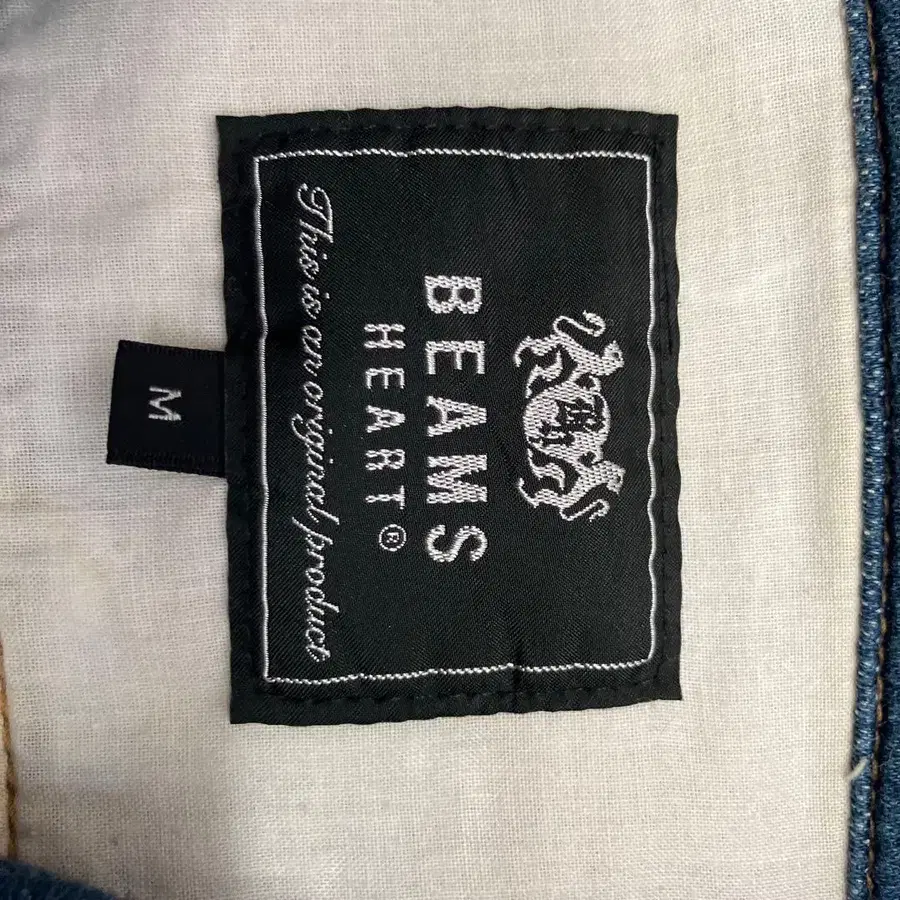 BEAMS
HEART®
This is an original product
M